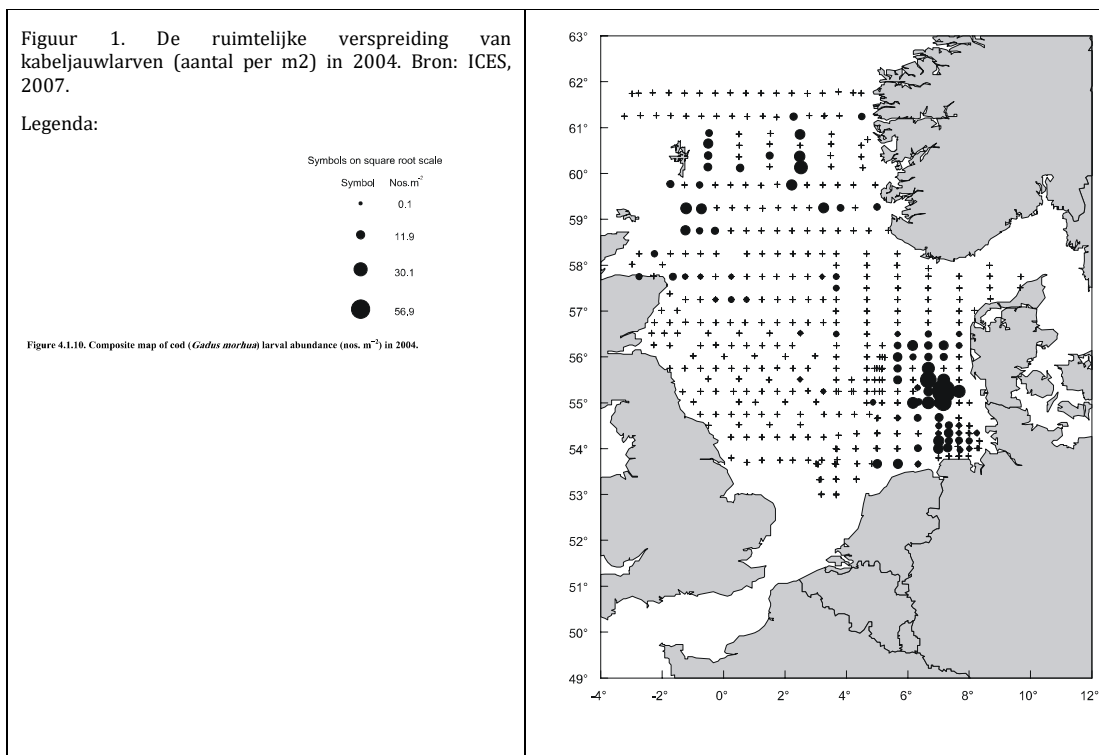 Figuur 1. De ruimtelijke verspreiding van
kabeljauwlarven (aantal per m2) in 2004. Bron: ICES,
2007.
Legenda:
Symbols on square root scale
Symbol Nos.m⁻²
0.1
11.9
30.1
56,9
Figure 4.1.10. Composite map of cod (Gadus morhua) larval abundance (nos. m⁻²) in 2004.
63°
62°
61°
60°
59°
58°
57°
56°
55°
54°
53°
52°
51°
50°
49°
-4° -2° 0° 2° 4° 6° 8° 10° 12°